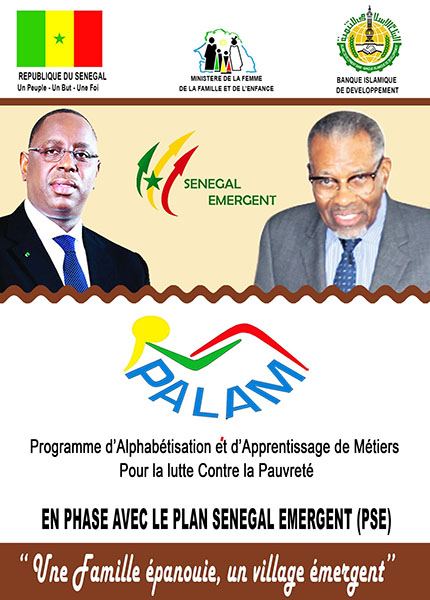 REPUBLIQUE DU SENEGAL
Un Peuple - Un But - Une Foi
MINISTERE DE LA FEMME
DE LA FAMILLE ET DE L'ENFANCE
BANQUE ISLAMIQUE
DE DEVELOPPEMENT
SENEGAL
EMERGENT
PALAM
Programme d'Alphabétisation et d'Apprentissage de Métiers
Pour la lutte Contre la Pauvreté
EN PHASE AVEC LE PLAN SENEGAL EMERGENT (PSE)
“Une Famille épanouie, un village émergent”